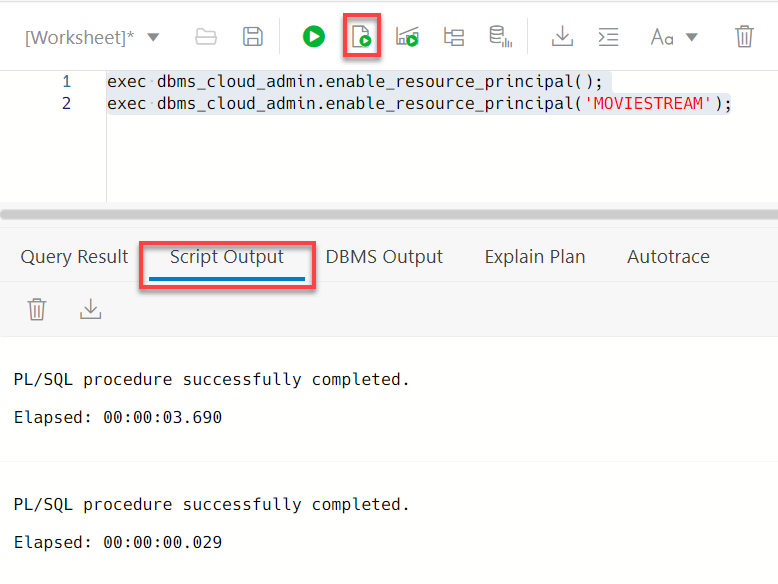 [Worksheet]*
Aa
1 exec dbms_cloud_admin.enable_resource_principal();
2 exec dbms_cloud_admin.enable_resource_principal('MOVIESTREAM');
Query Result Script Output DBMS Output Explain Plan Autotrace
PL/SQL procedure successfully completed.
Elapsed: 00:00:03.690
PL/SQL procedure successfully completed.
Elapsed: 00:00:00.029